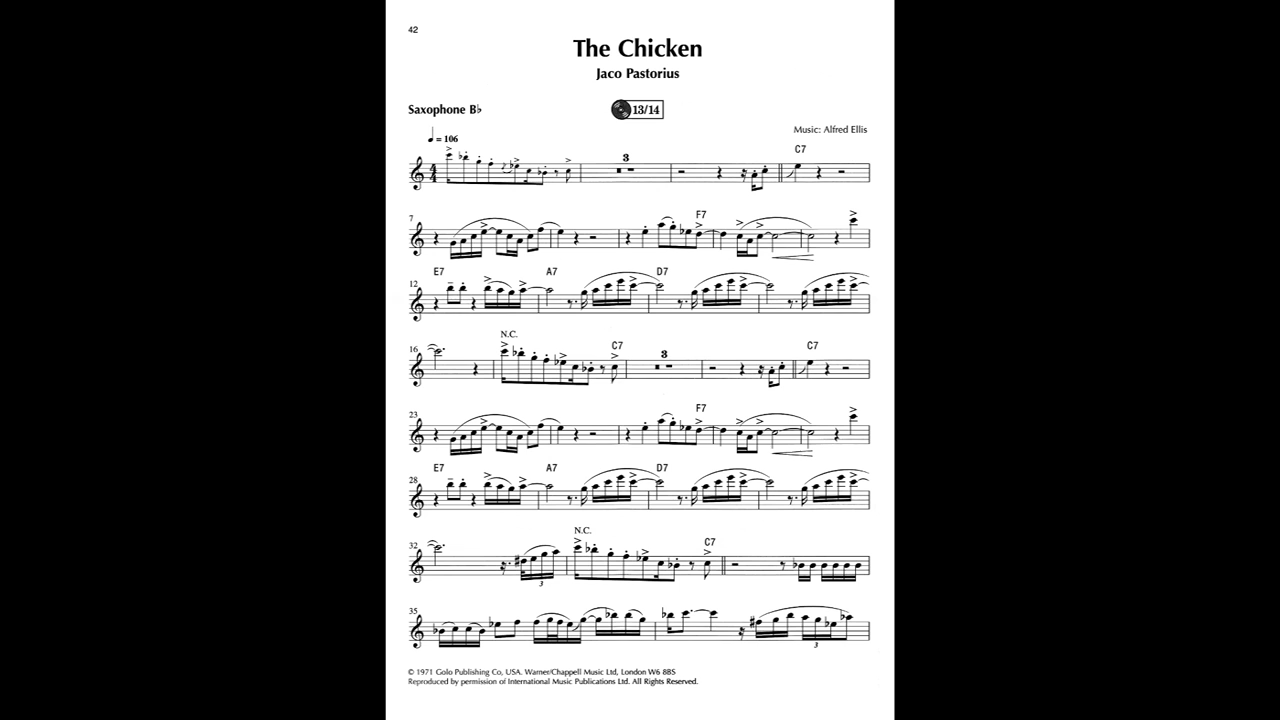 42
The Chicken
Jaco Pastorius
Saxophone B♭
13/14
Music: Alfred Ellis
♩ = 106
3
C7
7
F7
E7 A7 D7
12
N.C.
16
C7 3 C7
23
F7
E7 A7 D7
28
N.C.
32
C7
3
35
3
© 1971 Golo Publishing Co, USA. Warner/Chappell Music Ltd, London W6 8BS
Reproduced by permission of International Music Publications Ltd. All Rights Reserved.